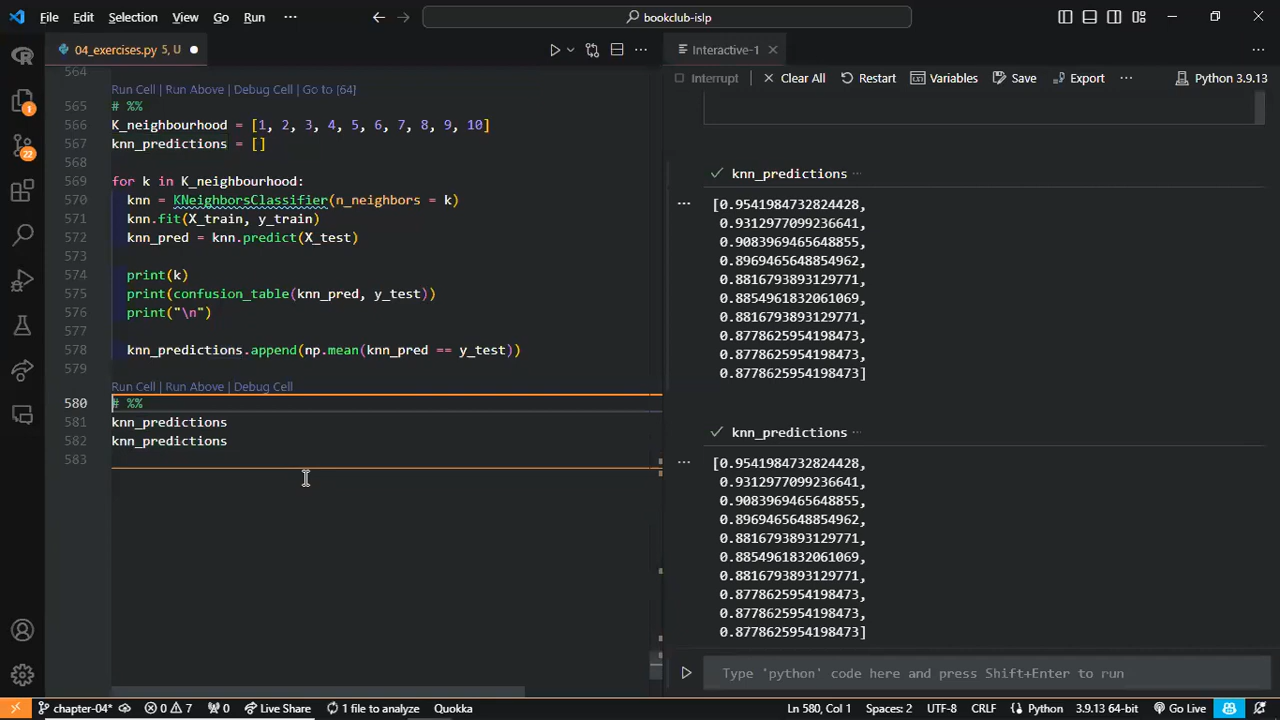 File Edit Selection View Go Run ··· bookclub-islp
04_exercises.py 5, U
Interactive-1
Interrupt Clear All Restart Variables Save Export ··· Python 3.9.13
564
Run Cell | Run Above | Debug Cell | Go to [64]
565 # %%
566 K_neighbourhood = [1, 2, 3, 4, 5, 6, 7, 8, 9, 10]
567 knn_predictions = []
568
569 for k in K_neighbourhood:
570 knn = KNeighborsClassifier(n_neighbors = k)
571 knn.fit(X_train, y_train)
572 knn_pred = knn.predict(X_test)
573
574 print(k)
575 print(confusion_table(knn_pred, y_test))
576 print("\n")
577
578 knn_predictions.append(np.mean(knn_pred == y_test))
579
Run Cell | Run Above | Debug Cell
580 # %%
581 knn_predictions
582 knn_predictions
583
knn_predictions ···
[0.9541984732824428,
0.9312977099236641,
0.9083969465648855,
0.8969465648854962,
0.8816793893129771,
0.8854961832061069,
0.8816793893129771,
0.8778625954198473,
0.8778625954198473,
0.8778625954198473]
knn_predictions ···
[0.9541984732824428,
0.9312977099236641,
0.9083969465648855,
0.8969465648854962,
0.8816793893129771,
0.8854961832061069,
0.8816793893129771,
0.8778625954198473,
0.8778625954198473,
0.8778625954198473]
Type 'python' code here and press Shift+Enter to run
1
22
chapter-04* 0 7 0 Live Share 1 file to analyze Quokka Ln 580, Col 1 Spaces: 2 UTF-8 CRLF Python 3.9.13 64-bit Go Live